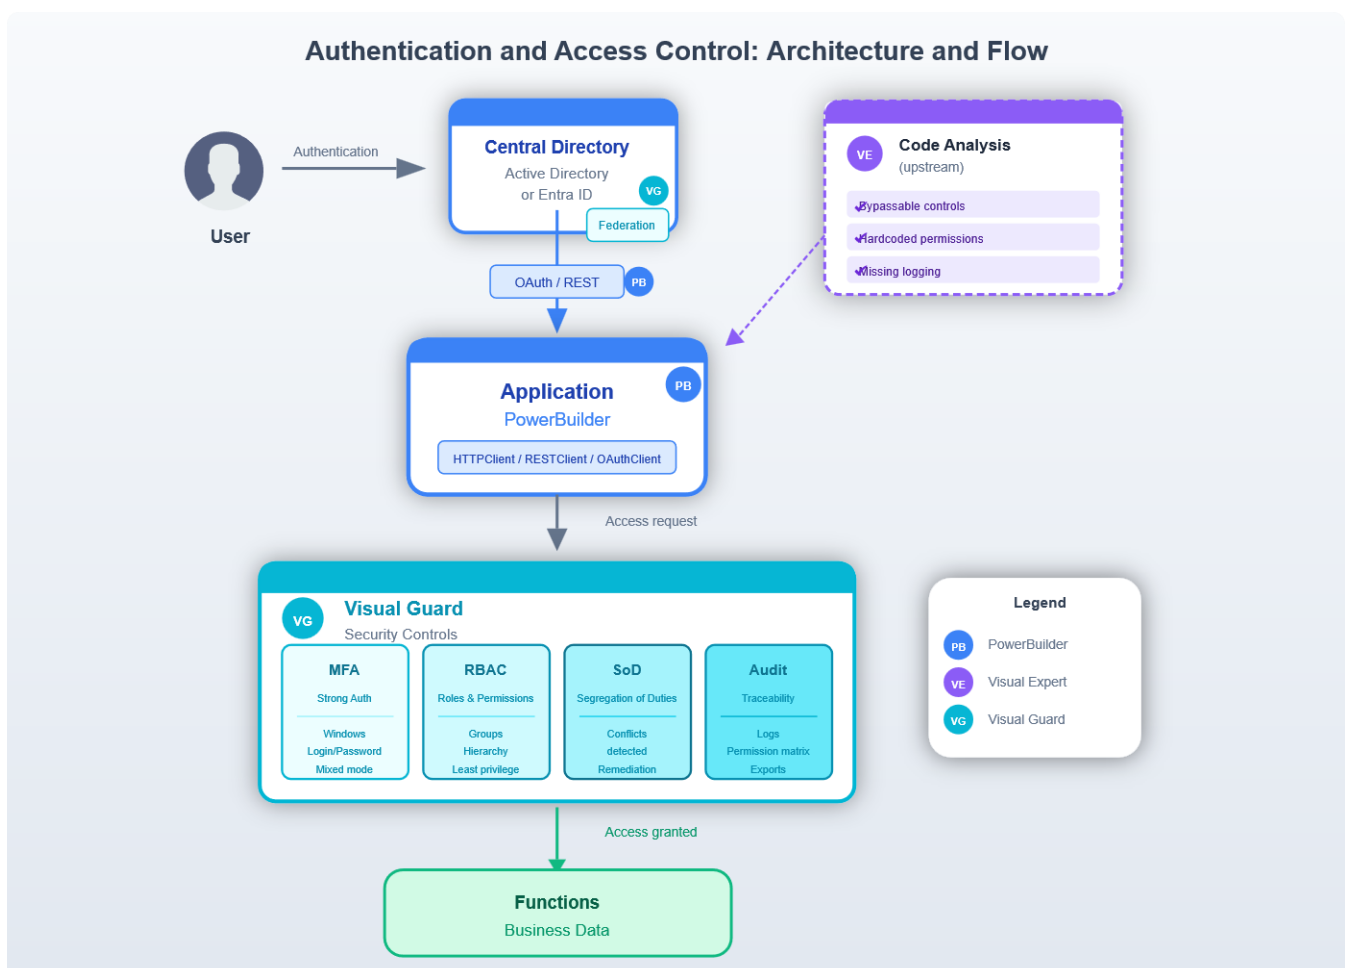 Authentication and Access Control: Architecture and Flow
Authentication
User
Central Directory
Active Directory
or Entra ID
VG
Federation
OAuth / REST
PB
VE
Code Analysis
(upstream)
Bypassable controls
Hardcoded permissions
Missing logging
Application
PB
PowerBuilder
HTTPClient / RESTClient / OAuthClient
Access request
VG
Visual Guard
Security Controls
MFA
Strong Auth
Windows
Login/Password
Mixed mode
RBAC
Roles & Permissions
Groups
Hierarchy
Least privilege
SoD
Segregation of Duties
Conflicts
detected
Remediation
Audit
Traceability
Logs
Permission matrix
Exports
Legend
PB PowerBuilder
VE Visual Expert
VG Visual Guard
Access granted
Functions
Business Data